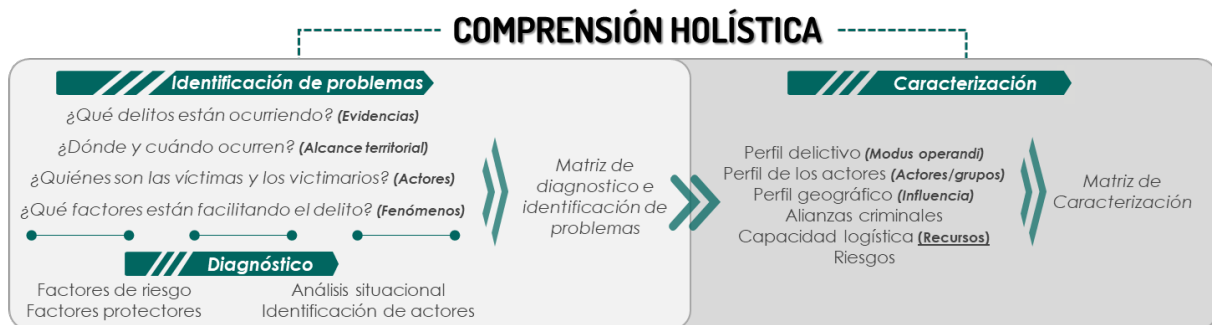 COMPRENSIÓN HOLÍSTICA
Identificación de problemas
¿Qué delitos están ocurriendo? (Evidencias)
¿Dónde y cuándo ocurren? (Alcance territorial)
¿Quiénes son las víctimas y los victimarios? (Actores)
¿Qué factores están facilitando el delito? (Fenómenos)
Diagnóstico
Factores de riesgo
Factores protectores
Análisis situacional
Identificación de actores
Matriz de
diagnostico e
identificación de
problemas
Caracterización
Perfil delictivo (Modus operandi)
Perfil de los actores (Actores/grupos)
Perfil geográfico (Influencia)
Alianzas criminales
Capacidad logística (Recursos)
Riesgos
Matriz de
Caracterización